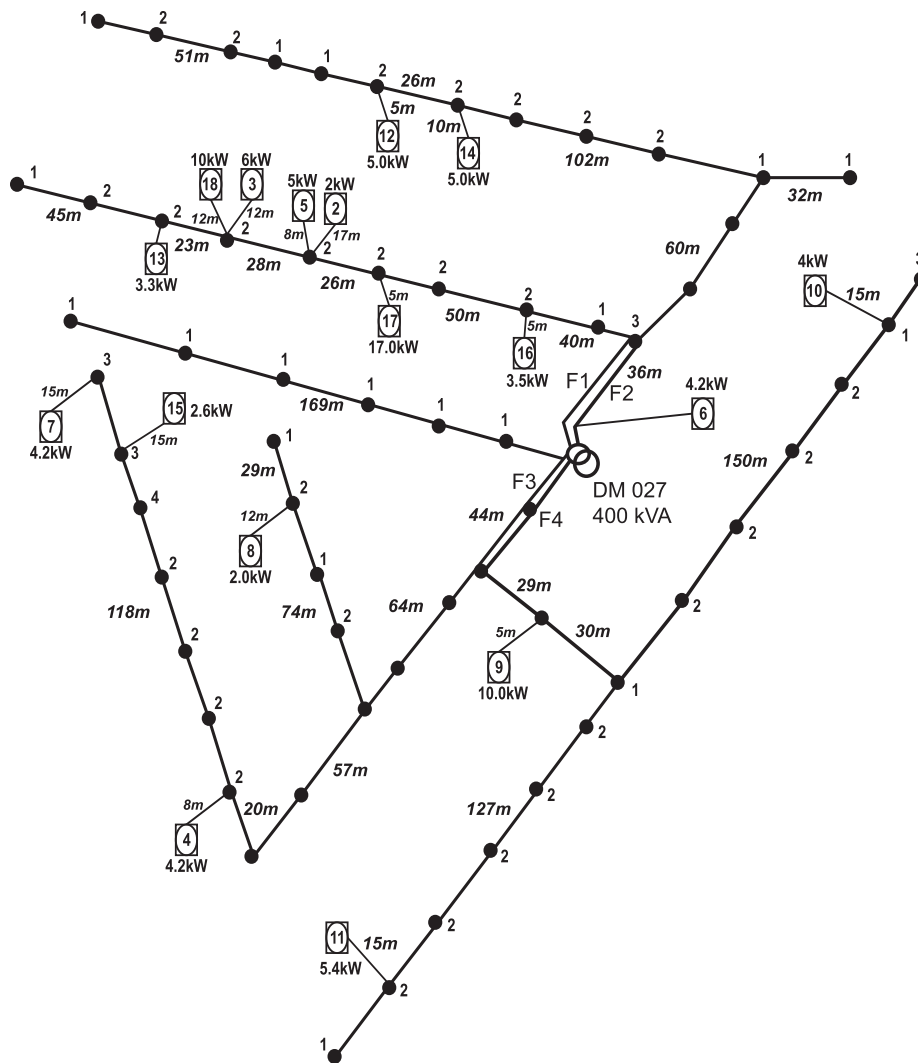 1
2
51m
2
1
1
2
26m
5m
12
5.0kW
10m
14
5.0kW
2
2
102m
2
1
1
32m
60m
1
2
45m
2
13
3.3kW
23m
10kW
18
12m
6kW
3
12m
2
28m
5kW
5
8m
2kW
2
17m
2
26m
2
5m
17
17.0kW
2
50m
2
5m
16
3.5kW
1
40m
3
36m
F1
F2
4.2kW
6
4kW
10
15m
3
1
2
2
150m
2
2
1
1
1
169m
1
1
1
DM 027
400 kVA
F3
F4
44m
3
15m
7
4.2kW
15
2.6kW
15m
3
4
2
118m
2
2
2
8m
4
4.2kW
20m
1
29m
2
12m
8
2.0kW
1
74m
2
64m
57m
29m
5m
9
10.0kW
30m
1
2
2
127m
2
2
11
5.4kW
15m
2
1